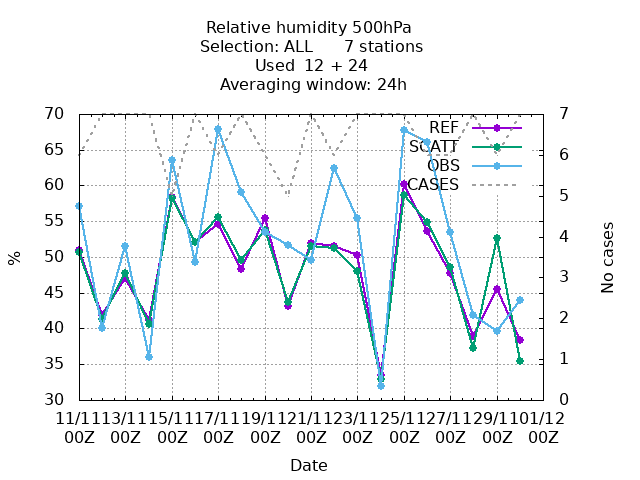 Relative humidity 500hPa
Selection: ALL 7 stations
Used 12 + 24
Averaging window: 24h
70 7
65 6
60 5
55 4
50
45 3
40 2
35 1
30 0
REF
SCATT
OBS
CASES
%
No cases
11/11 13/11 15/11 17/11 19/11 21/11 23/11 25/11 27/11 29/11 01/12
00Z 00Z 00Z 00Z 00Z 00Z 00Z 00Z 00Z 00Z 00Z
Date